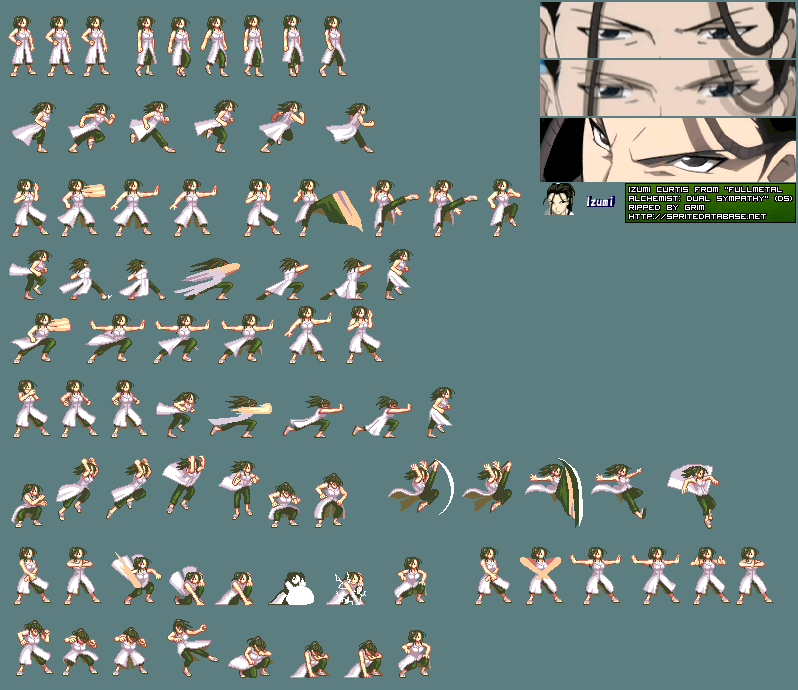 Izumi
IZUMI CURTIS FROM "FULLMETAL
ALCHEMIST: DUAL SYMPATHY" (DS)
RIPPED BY GRIM
HTTP://SPRITEDATABASE.NET